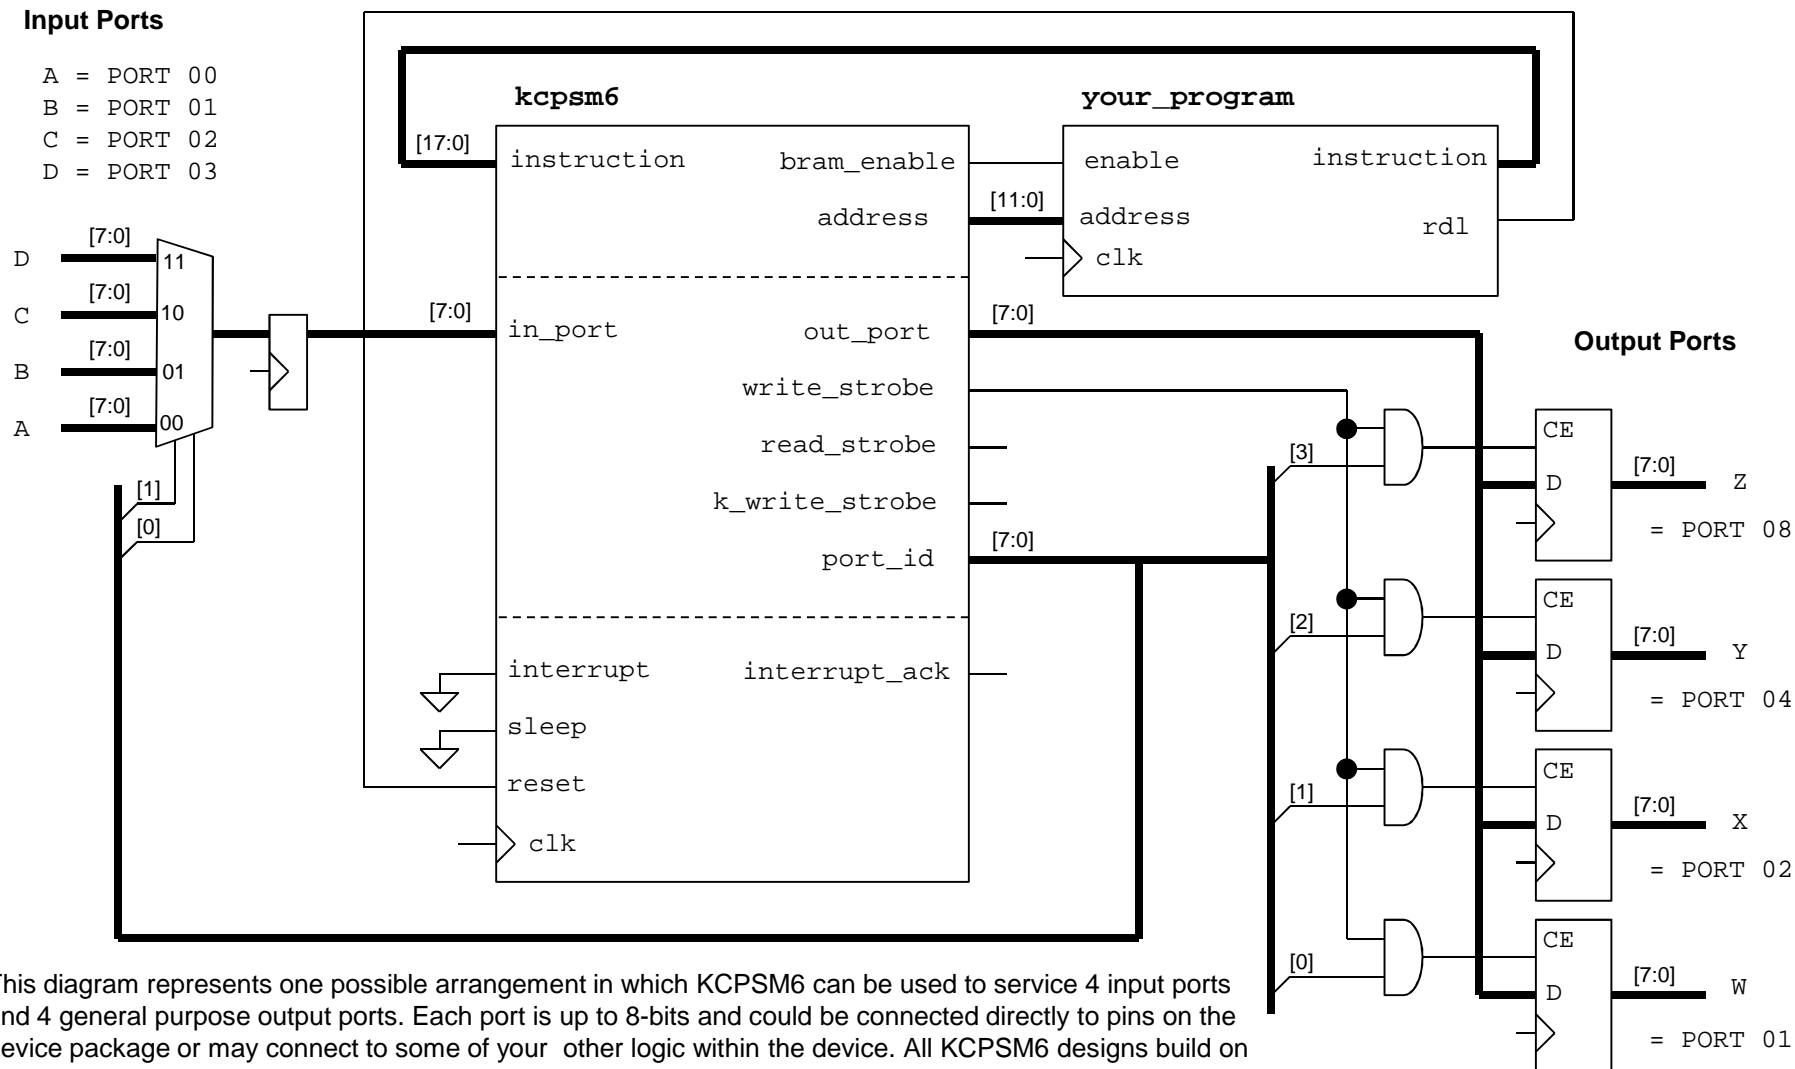 Input Ports
A = PORT 00
B = PORT 01
C = PORT 02
D = PORT 03
kcpsm6
your_program
[17:0]
instruction
bram_enable
enable
instruction
address
[11:0]
address
rdl
clk
D
[7:0]
11
C
[7:0]
10
B
[7:0]
01
A
[7:0]
00
[1]
[0]
[7:0]
in_port
out_port
[7:0]
write_strobe
read_strobe
k_write_strobe
port_id
[7:0]
interrupt
interrupt_ack
sleep
reset
clk
Output Ports
[3]
CE
D
[7:0]
Z
= PORT 08
[2]
CE
D
[7:0]
Y
= PORT 04
[1]
CE
D
[7:0]
X
= PORT 02
[0]
CE
D
[7:0]
W
= PORT 01
This diagram represents one possible arrangement in which KCPSM6 can be used to service 4 input ports
nd 4 general purpose output ports. Each port is up to 8-bits and could be connected directly to pins on the
evice package or may connect to some of your other logic within the device. All KCPSM6 designs build on